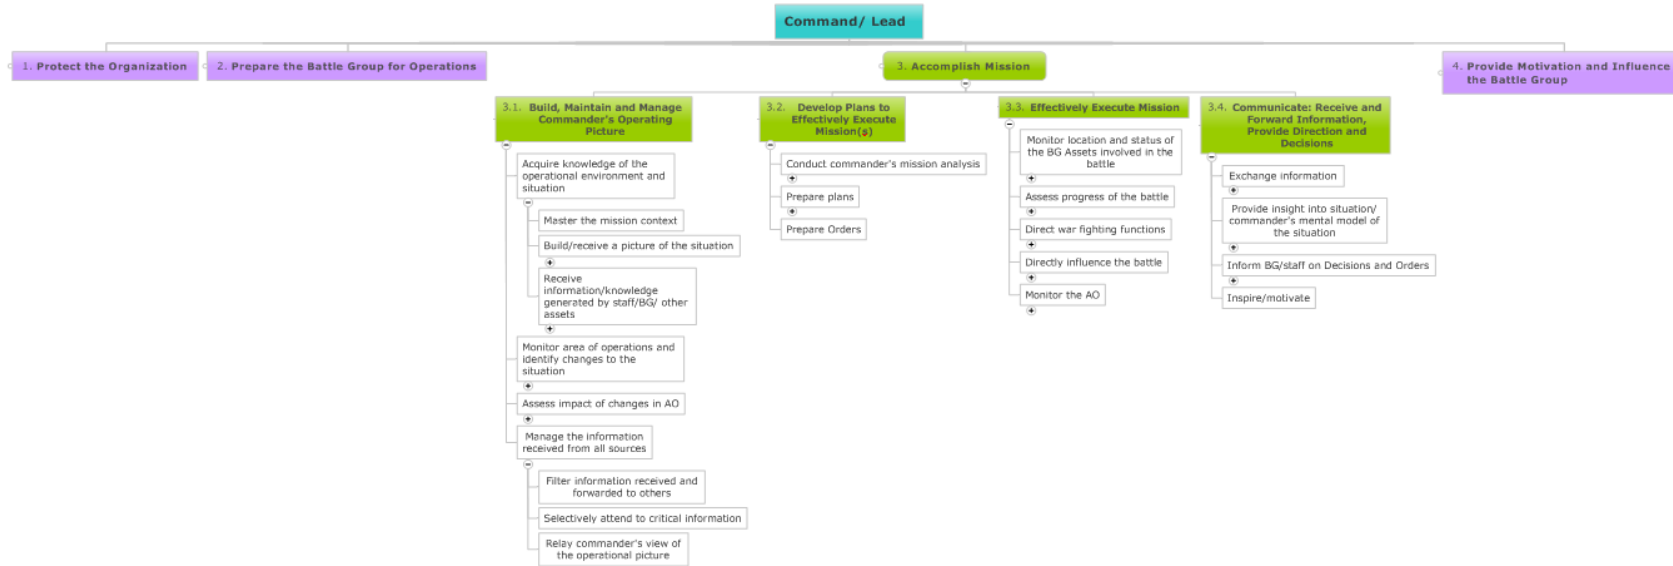 Command/ Lead
1. Protect the Organization
2. Prepare the Battle Group for Operations
3. Accomplish Mission
4. Provide Motivation and Influence
the Battle Group
3.1. Build, Maintain and Manage
Commander's Operating
Picture
Acquire knowledge of the
operational environment and
situation
Master the mission context
Build/receive a picture of the situation
Receive
information/knowledge
generated by staff/BG/ other
assets
Monitor area of operations and
identify changes to the
situation
Assess impact of changes in AO
Manage the information
received from all sources
Filter information received and
forwarded to others
Selectively attend to critical information
Relay commander's view of
the operational picture
3.2. Develop Plans to
Effectively Execute
Mission(s)
Conduct commander's mission analysis
Prepare plans
Prepare Orders
3.3. Effectively Execute Mission
Monitor location and status of
the BG Assets involved in the
battle
Assess progress of the battle
Direct war fighting functions
Directly influence the battle
Monitor the AO
3.4. Communicate: Receive and
Forward Information,
Provide Direction and
Decisions
Exchange information
Provide insight into situation/
commander's mental model of
the situation
Inform BG/staff on Decisions and Orders
Inspire/motivate